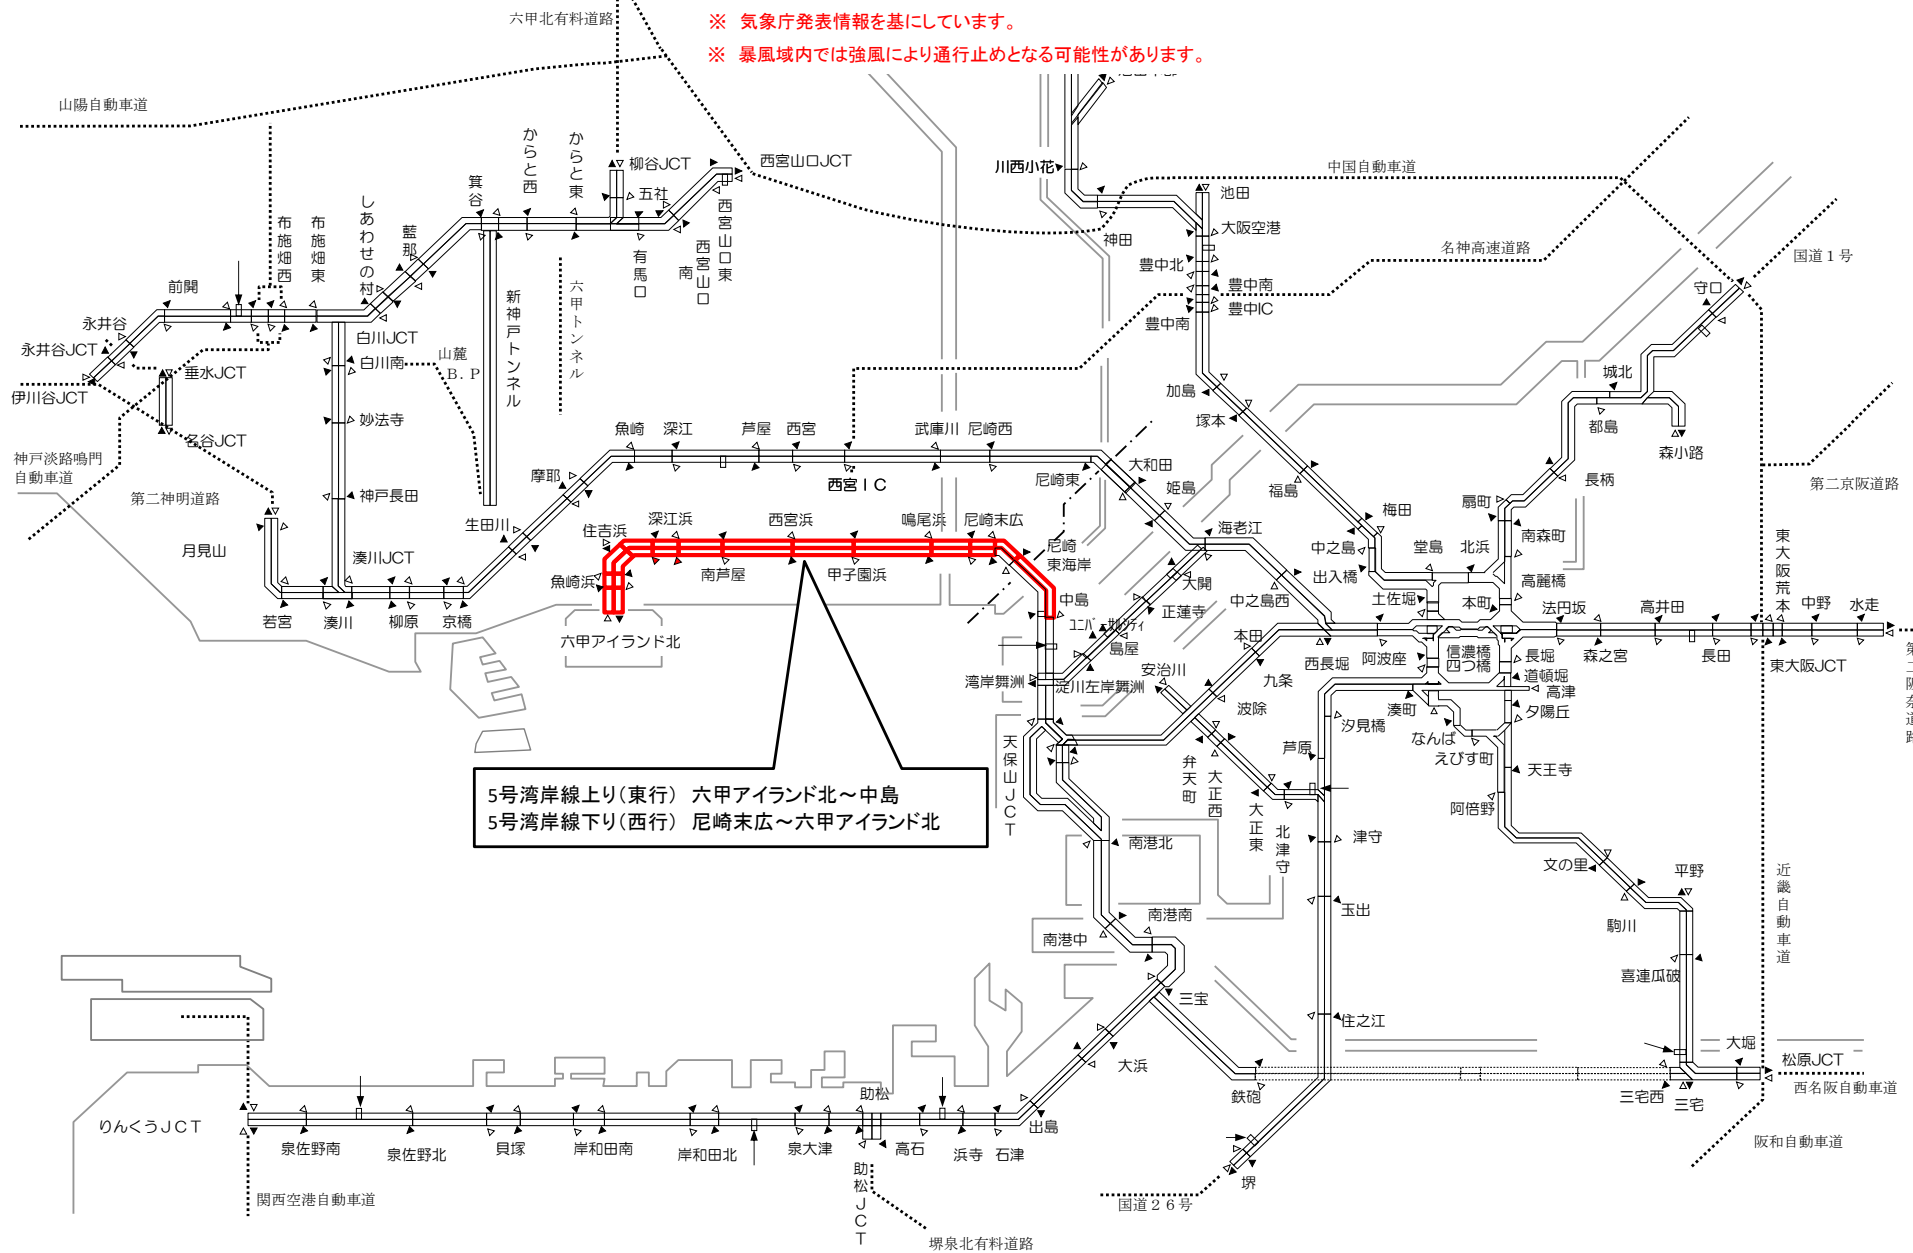 六甲北有料道路
※ 気象庁発表情報を基にしています。
※ 暴風域内では強風により通行止めとなる可能性があります。
山陽自動車道
からと西
からと東
柳谷JCT
西宮山口JCT
川西小花
中国自動車道
箕谷
五社
池田
しあわせの村
布施畑西
布施畑東
藍那
有馬口
西宮山口南
西宮山口東
神田
大阪空港
豊中北
名神高速道路
国道１号
前開
新神戸トンネル
六甲トンネル
豊中南
豊中IC
豊中南
守口
永井谷
永井谷JCT
白川JCT
白川南
山麓
B．P
垂水JCT
伊川谷JCT
加島
城北
妙法寺
名谷JCT
塚本
都島
魚崎
深江
芦屋
西宮
武庫川
尼崎西
森小路
神戸淡路鳴門
自動車道
第二神明道路
摩耶
西宮ＩＣ
尼崎東
大和田
姫島
福島
長柄
第二京阪道路
神戸長田
生田川
扇町
梅田
南森町
住吉浜
深江浜
西宮浜
鳴尾浜
尼崎末広
海老江
東大阪荒本
月見山
湊川JCT
尼崎
東海岸
中之島
堂島
北浜
魚崎浜
南芦屋
甲子園浜
大開
出入橋
高麗橋
中之島西
中島
正蓮寺
土佐堀
本町
法円坂
高井田
中野
水走
若宮
湊川
柳原
京橋
六甲アイランド北
ﾕﾆﾊﾞｰｻﾙｼﾃｨ
島屋
本田
西長堀
阿波座
信濃橋
四つ橋
長堀
森之宮
長田
東大阪JCT
第二阪奈道路
安治川
湾岸舞洲
淀川左岸舞洲
九条
道頓堀
高津
波除
湊町
夕陽丘
汐見橋
なんば
えびす町
天保山ＪＣＴ
弁天町
大正西
芦原
天王寺
5号湾岸線上り(東行) 六甲アイランド北～中島
5号湾岸線下り(西行) 尼崎末広～六甲アイランド北
大正東
北津守
阿倍野
津守
南港北
文の里
平野
近畿自動車道
玉出
南港南
駒川
南港中
喜連瓜破
三宝
住之江
大浜
大堀
松原JCT
西名阪自動車道
助松
鉄砲
三宅西
三宅
りんくうＪＣＴ
出島
泉佐野南
泉佐野北
貝塚
岸和田南
岸和田北
泉大津
高石
浜寺
石津
阪和自動車道
助松ＪＣＴ
堺
関西空港自動車道
国道２６号
堺泉北有料道路